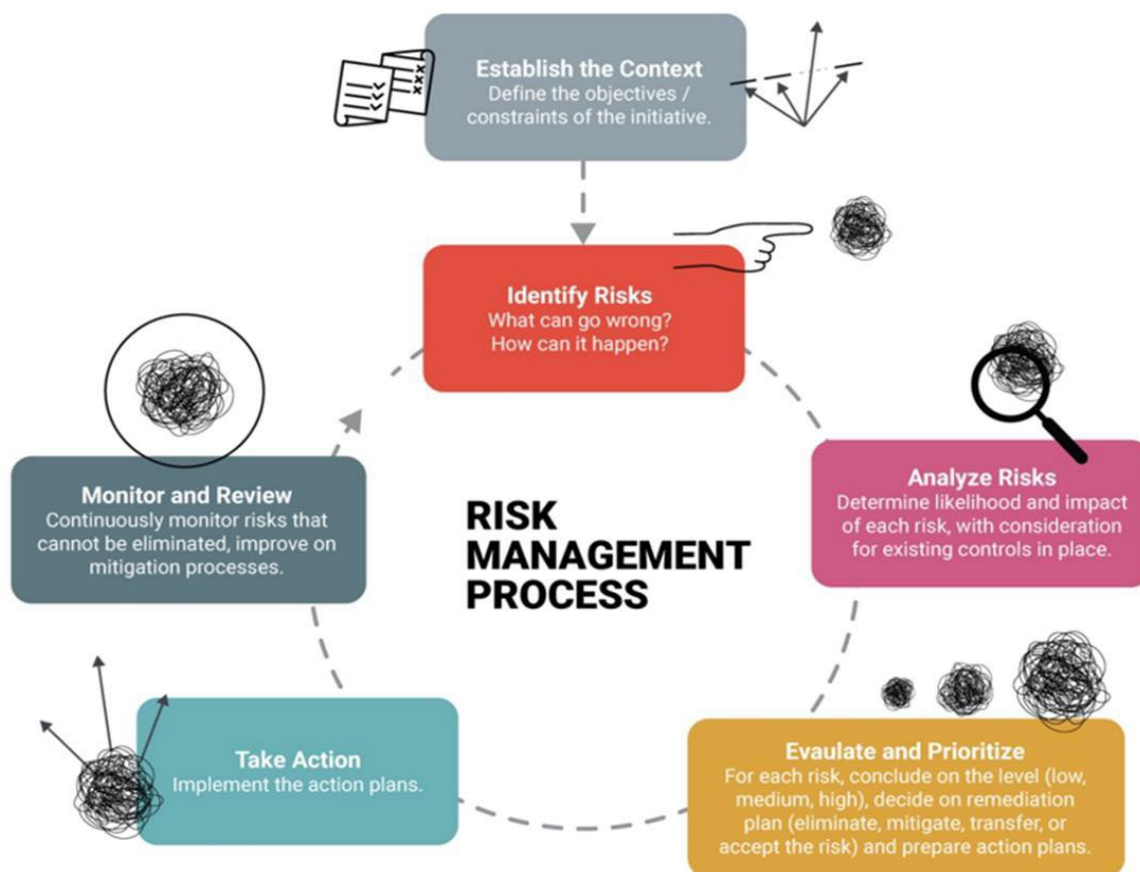 Establish the Context
Define the objectives /
constraints of the initiative.
Identify Risks
What can go wrong?
How can it happen?
Analyze Risks
Determine likelihood and impact
of each risk, with consideration
for existing controls in place.
Monitor and Review
Continuously monitor risks that
cannot be eliminated, improve on
mitigation processes.
RISK
MANAGEMENT
PROCESS
Take Action
Implement the action plans.
Evaulate and Prioritize
For each risk, conclude on the level (low,
medium, high), decide on remediation
plan (eliminate, mitigate, transfer, or
accept the risk) and prepare action plans.